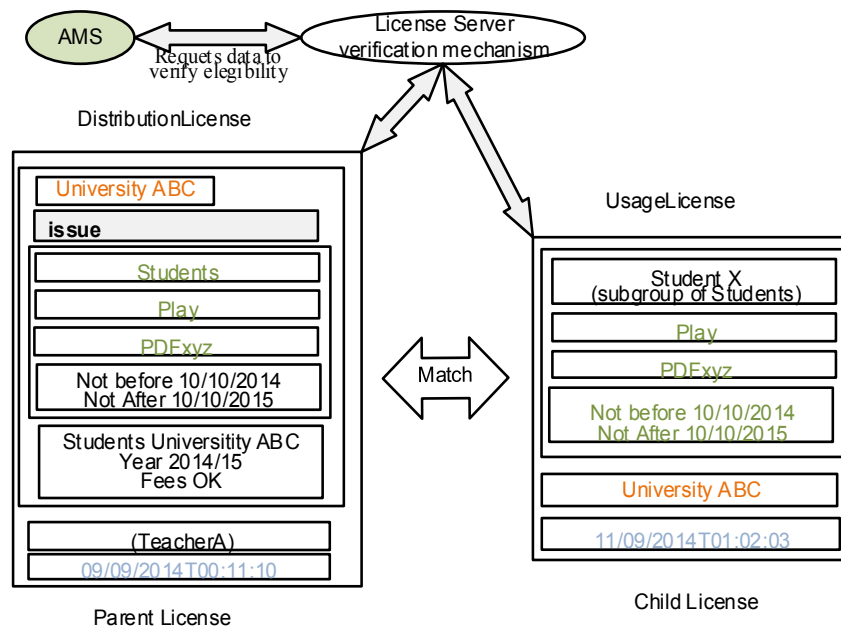 AMS
License Server
verification mechanism
Requets data to
verify elegibility
DistributionLicense
University ABC
issue
Students
Play
PDFxyz
Not before 10/10/2014
Not After 10/10/2015
Students Universitity ABC
Year 2014/15
Fees OK
(TeacherA)
09/09/2014T00:11:10
Parent License
Match
UsageLicense
Student X
(subgroup of Students)
Play
PDFxyz
Not before 10/10/2014
Not After 10/10/2015
University ABC
11/09/2014T01:02:03
Child License